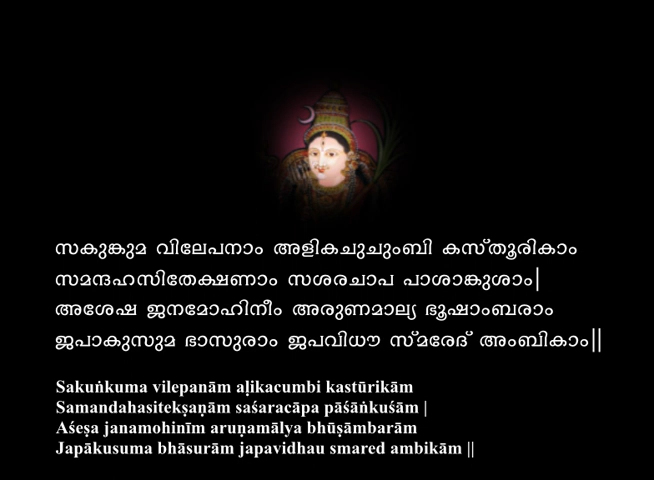 സകുങ്കുമ വിലേപനാം അളികചുചുംബി കസ്തൂരികാം
സമന്ദഹസിതേക്ഷണാം സശരചാപ പാശാങ്കുശാം|
അശേഷ ജനമോഹിനീം അരുണമാല്യ ഭൂഷാംബരാം
ജപാകുസുമ ഭാസുരാം ജപവിധൗ സ്മരേദ് അംബികാം||
Sakuṅkuma vilepanām aḷikacumbi kastūrikām
Samandahasitekṣaṇām saśaracāpa pāśāṅkuśām |
Aśeṣa janamohinīm aruṇamālya bhūṣāmbarām
Japākusuma bhāsurām japavidhau smared ambikām ||